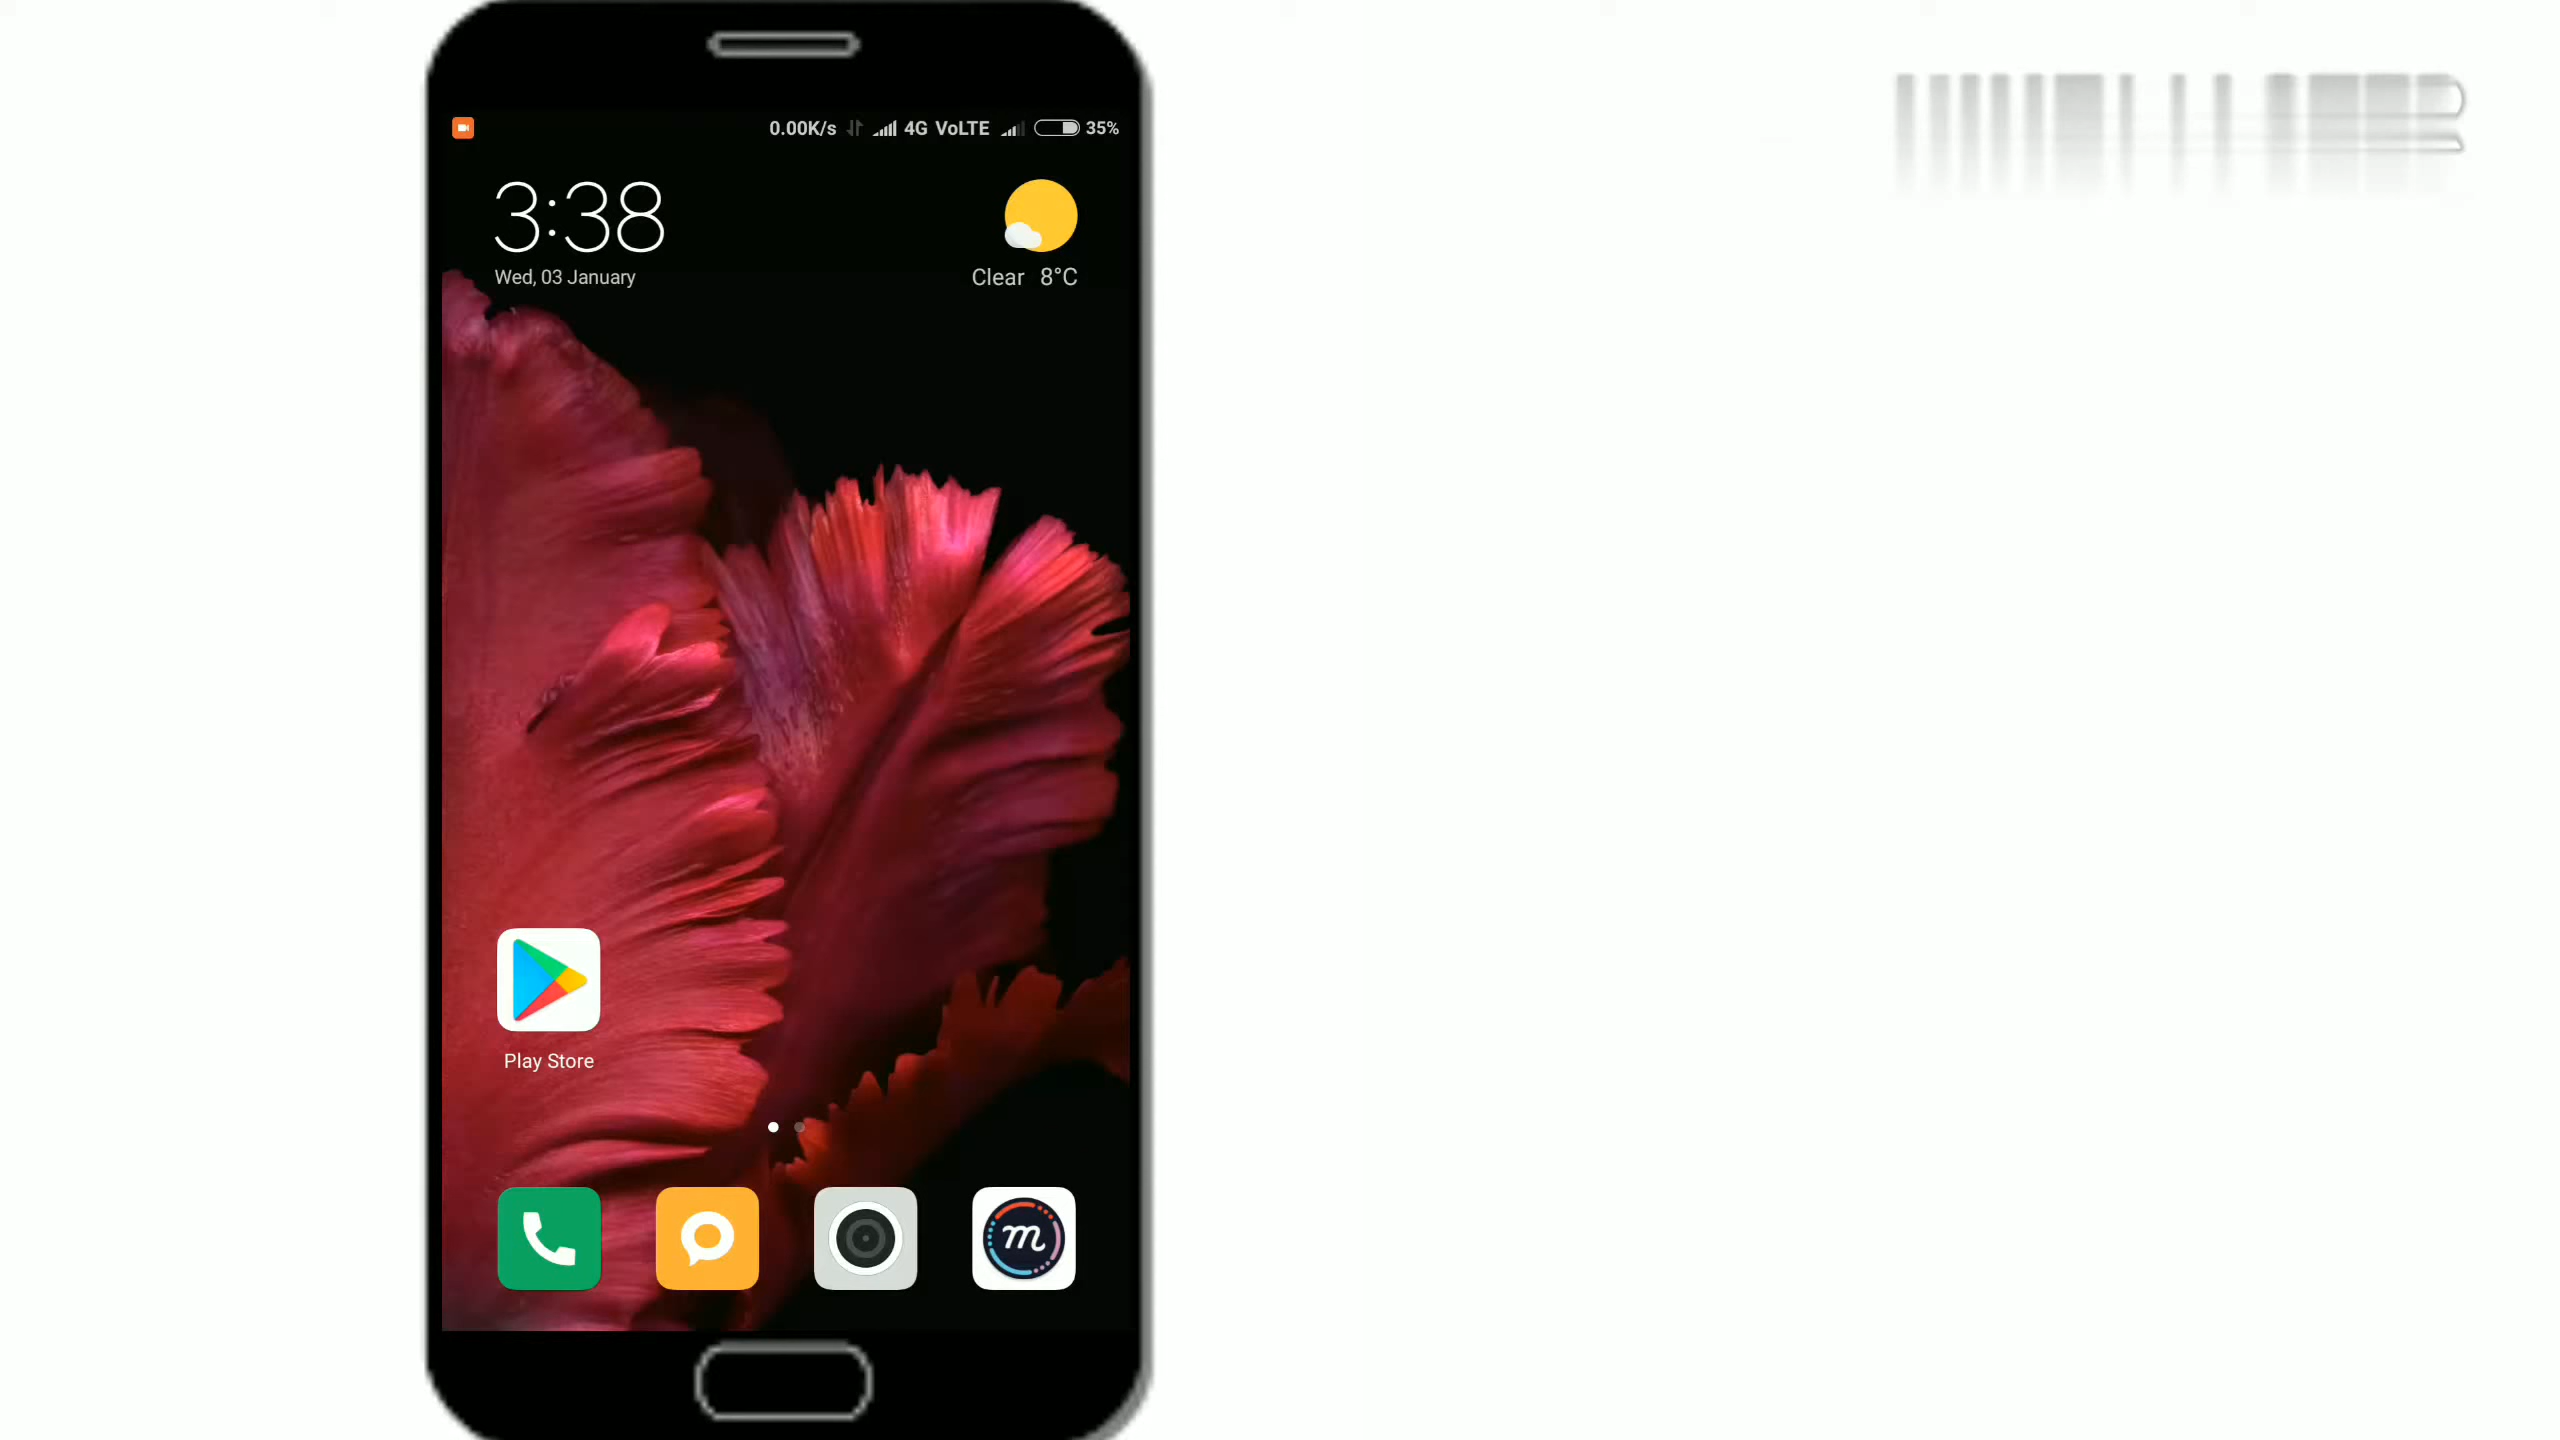 0.00K/s 4G VoLTE 35%
3:38
Wed, 03 January
Clear 8°C
Play Store
m